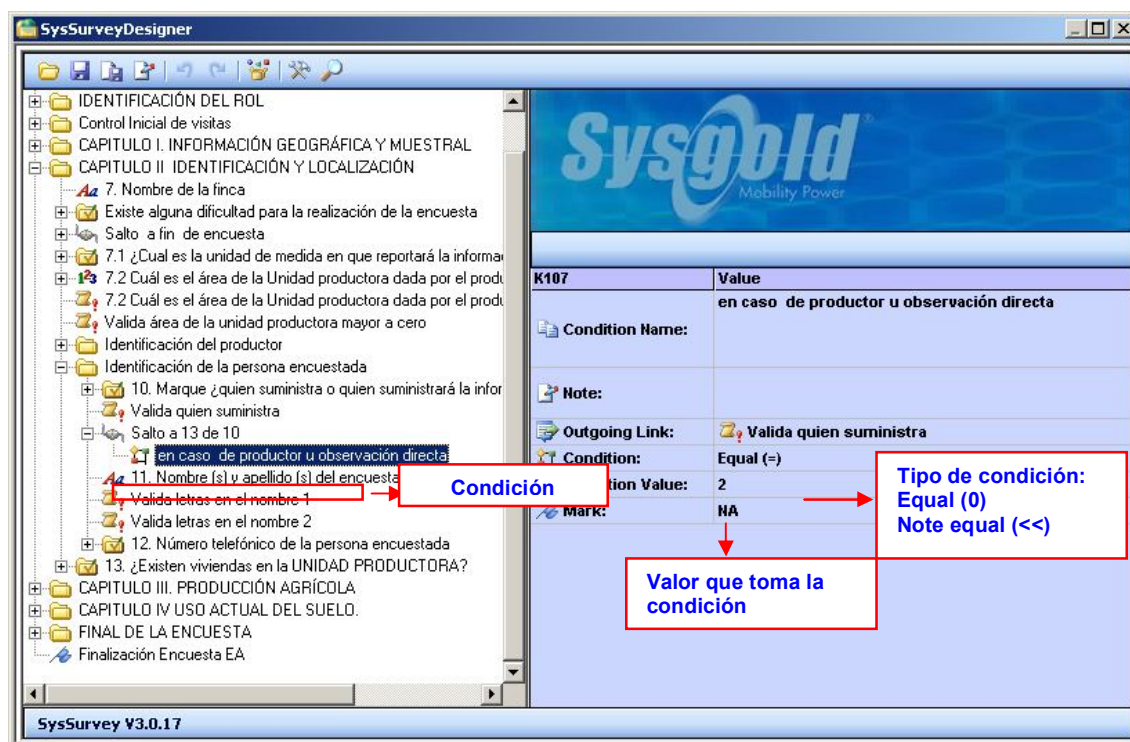 SysSurveyDesigner
IDENTIFICACIÓN DEL ROL
Control Inicial de visitas
CAPITULO I. INFORMACIÓN GEOGRÁFICA Y MUESTRAL
CAPITULO II IDENTIFICACIÓN Y LOCALIZACIÓN
Aa 7. Nombre de la finca
Existe alguna dificultad para la realización de la encuesta
Salto a fin de encuesta
7.1 ¿Cual es la unidad de medida en que reportará la informa
123 7.2 Cuál es el área de la Unidad productora dada por el produ
7.2 Cuál es el área de la Unidad productora dada por el produ
Valida área de la unidad productora mayor a cero
Identificación del productor
Identificación de la persona encuestada
10. Marque ¿quien suministra o quien suministrará la infor
Valida quien suministra
Salto a 13 de 10
en caso de productor u observación directa
Aa 11. Nombre (s) y apellido (s) del encuesta
Valida letras en el nombre 1
Valida letras en el nombre 2
12. Número telefónico de la persona encuestada
13. ¿Existen viviendas en la UNIDAD PRODUCTORA?
CAPITULO III. PRODUCCIÓN AGRÍCOLA
CAPITULO IV USO ACTUAL DEL SUELO.
FINAL DE LA ENCUESTA
Finalización Encuesta EA
Sysgold®
Mobility Power
K107 Value
Condition Name: en caso de productor u observación directa
Note:
Outgoing Link: Valida quien suministra
Condition: Equal (=)
tion Value: 2
Mark: NA
Condición
Tipo de condición:
Equal (0)
Note equal (<<)
Valor que toma la
condición
SysSurvey V3.0.17